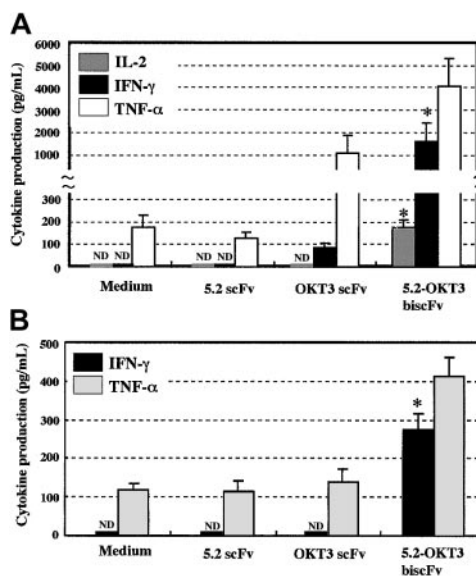 A
Cytokine production (pg/mL)
6000
5000
4000
3000
2000
1000
300
200
100
0
IL-2
IFN-γ
TNF-α
ND ND
ND ND
ND
*
*
Medium
5.2 scFv
OKT3 scFv
5.2-OKT3
biscFv
B
Cytokine production (pg/mL)
500
400
300
200
100
0
IFN-γ
TNF-α
ND
ND
ND
*
Medium
5.2 scFv
OKT3 scFv
5.2-OKT3
biscFv